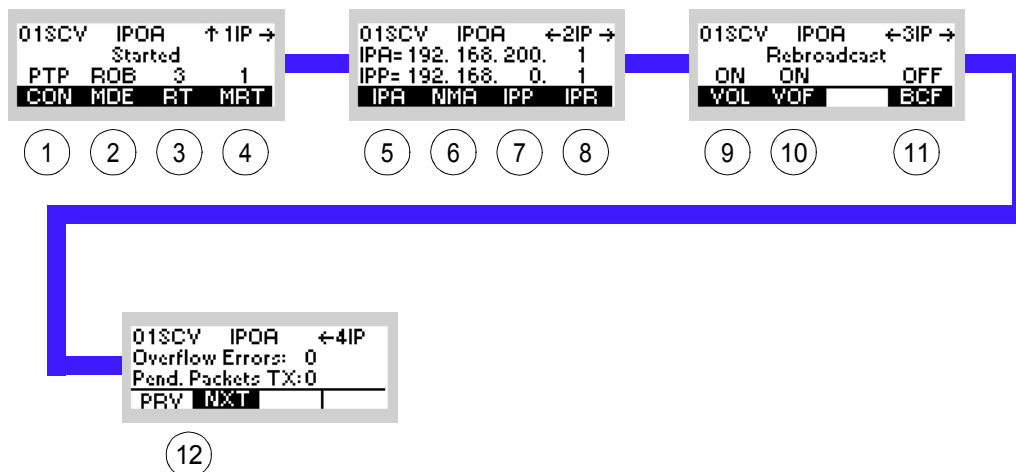 01SCV IPOA ↑ 1IP →
Started
PTP ROB 3 1
CON MDE RT MRT
1 2 3 4
01SCV IPOA ←2IP →
IPA= 192. 168. 200. 1
IPP= 192. 168. 0. 1
IPA NMA IPP IPR
5 6 7 8
01SCV IPOA ←3IP →
Rebroadcast
ON ON OFF
VOL VOF BCF
9 10 11
01SCV IPOA ←4IP
Overflow Errors: 0
Pend. Packets TX:0
PRV NXT
12